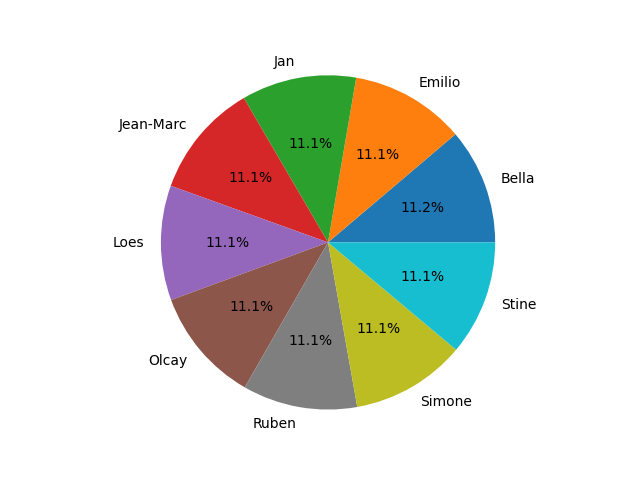 Jan
Emilio
Jean-Marc
11.1%
11.1%
Bella
11.1%
11.2%
Loes
11.1%
11.1%
Stine
11.1%
11.1%
11.1%
Olcay
Simone
Ruben